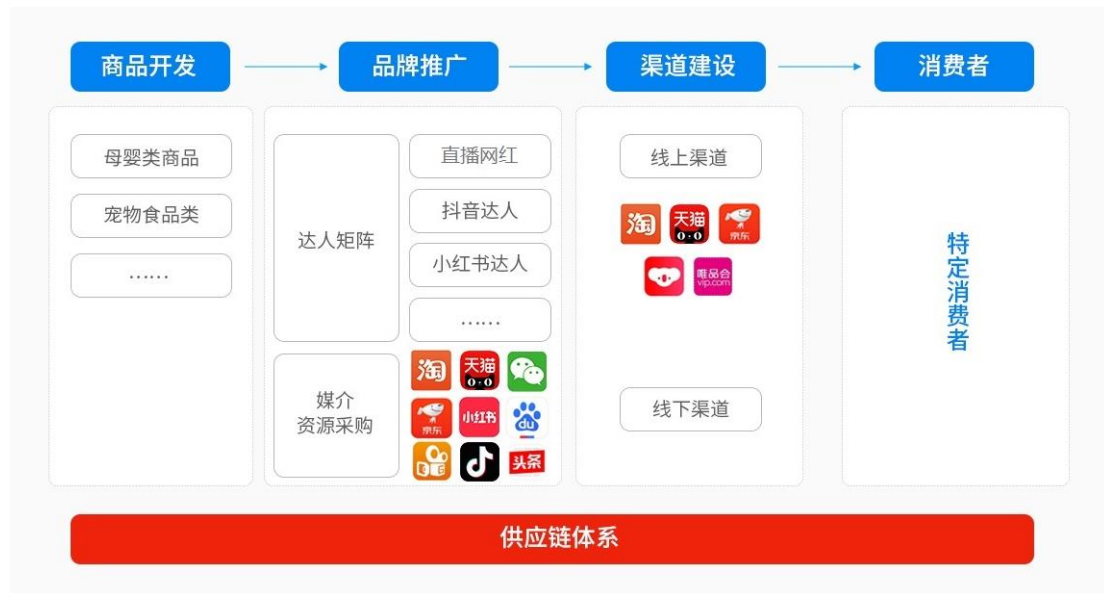 商品开发
品牌推广
渠道建设
消费者
母婴类商品
宠物食品类
……
达人矩阵
直播网红
抖音达人
小红书达人
……
媒介
资源采购
淘
天猫
京东
小红书
du
头条
线上渠道
淘
天猫
京东
唯品会
vip.com
线下渠道
特定消费者
供应链体系